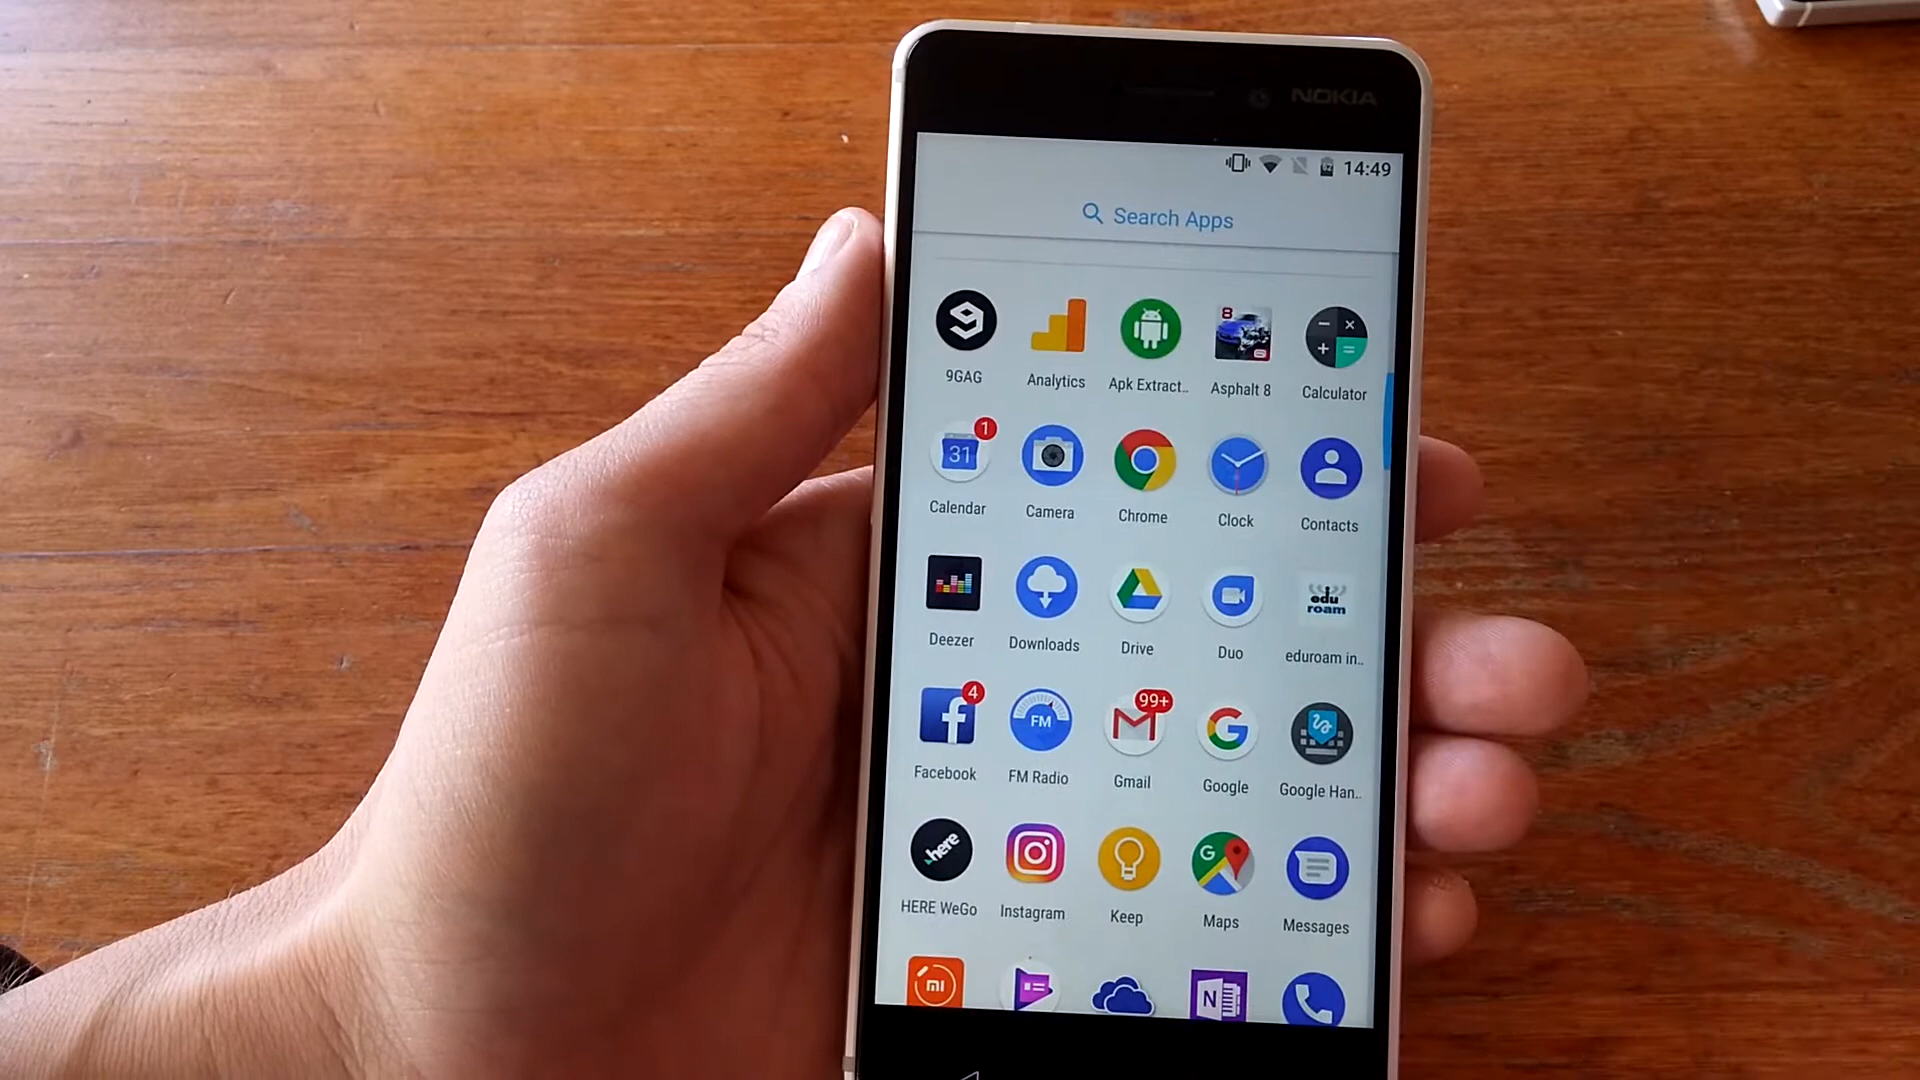 NOKIA
14:49
Search Apps
8
9GAG
Analytics
Apk Extract..
Asphalt 8
Calculator
1
31
Calendar
Camera
Chrome
Clock
Contacts
edu
roam
Deezer
Downloads
Drive
Duo
eduroam in..
4
FM
99+
Facebook
FM Radio
Gmail
Google
Google Han..
here
HERE WeGo
Instagram
Keep
Maps
Messages
MI
N